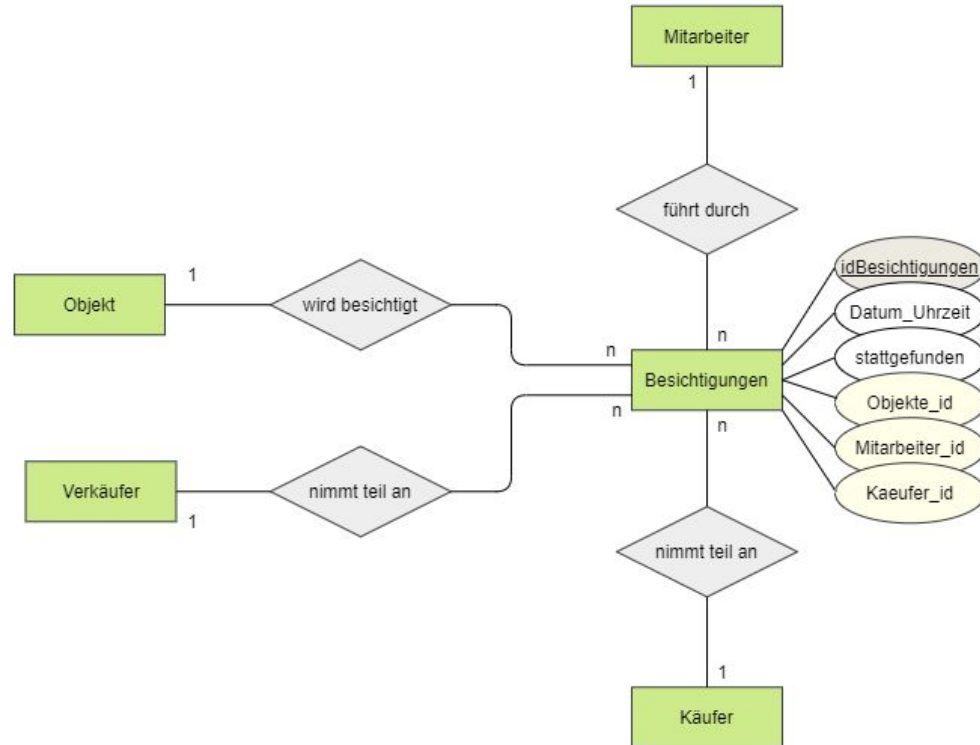 Mitarbeiter
1
führt durch
n
Objekt
1
wird besichtigt
n
Verkäufer
1
nimmt teil an
n
Besichtigungen
idBesichtigungen
Datum_Uhrzeit
stattgefunden
Objekte_id
Mitarbeiter_id
Kaeufer_id
n
nimmt teil an
1
Käufer